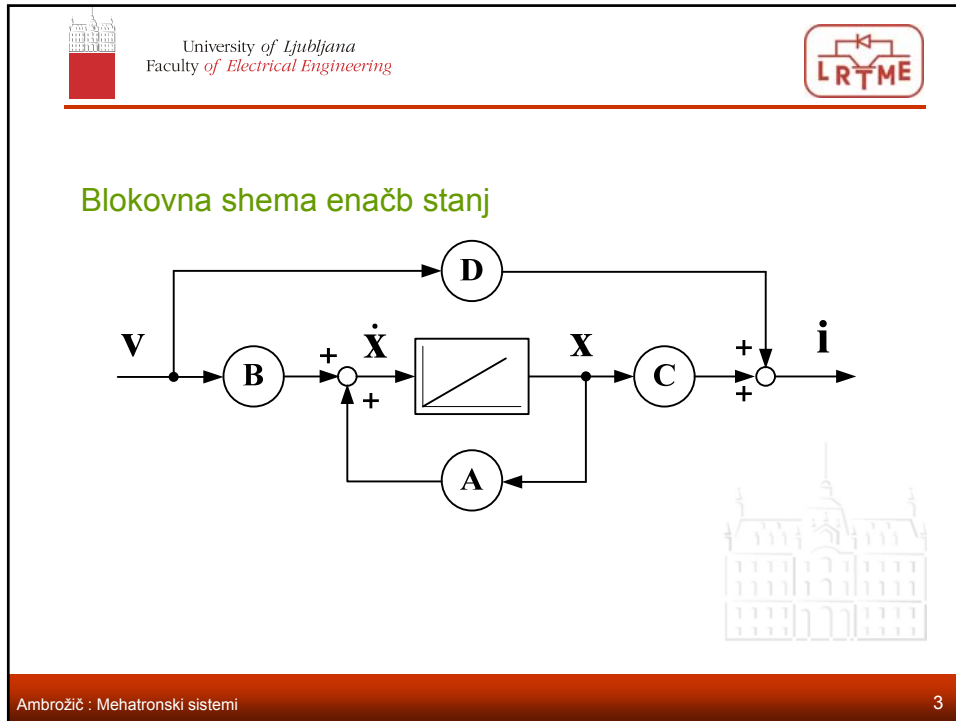 University of Ljubljana
Faculty of Electrical Engineering
LRTME
Blokovna shema enačb stanj
D
v
B
+
+
ẋ
x
C
+
+
i
A
Ambrožič : Mehatronski sistemi
3